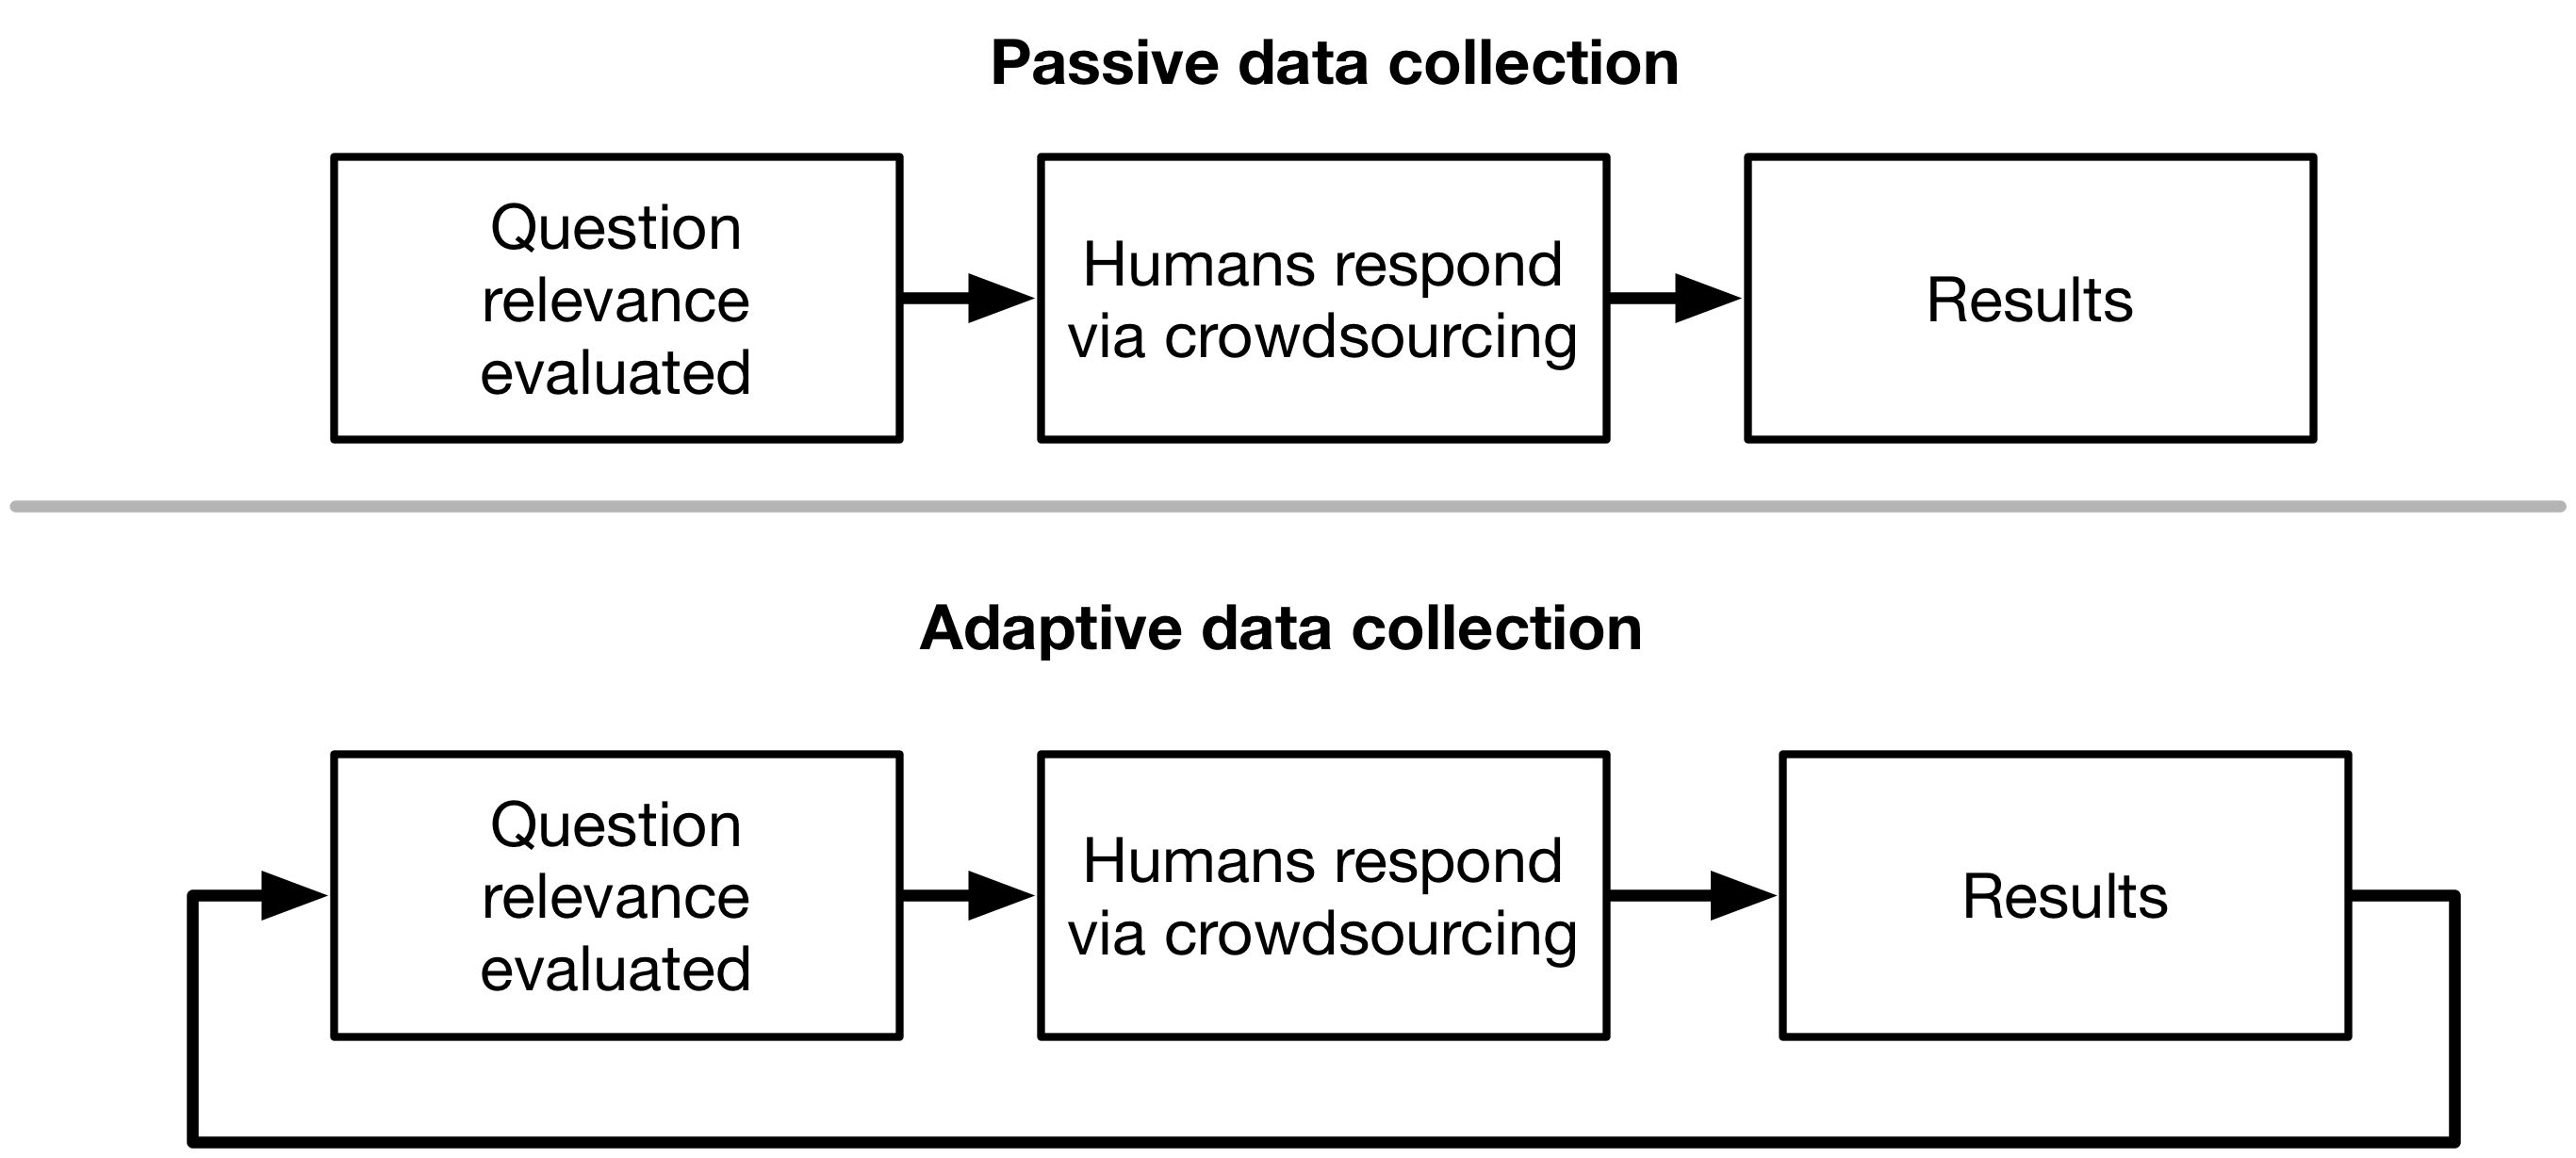 Passive data collection
Question
relevance
evaluated
Humans respond
via crowdsourcing
Results
Adaptive data collection
Question
relevance
evaluated
Humans respond
via crowdsourcing
Results